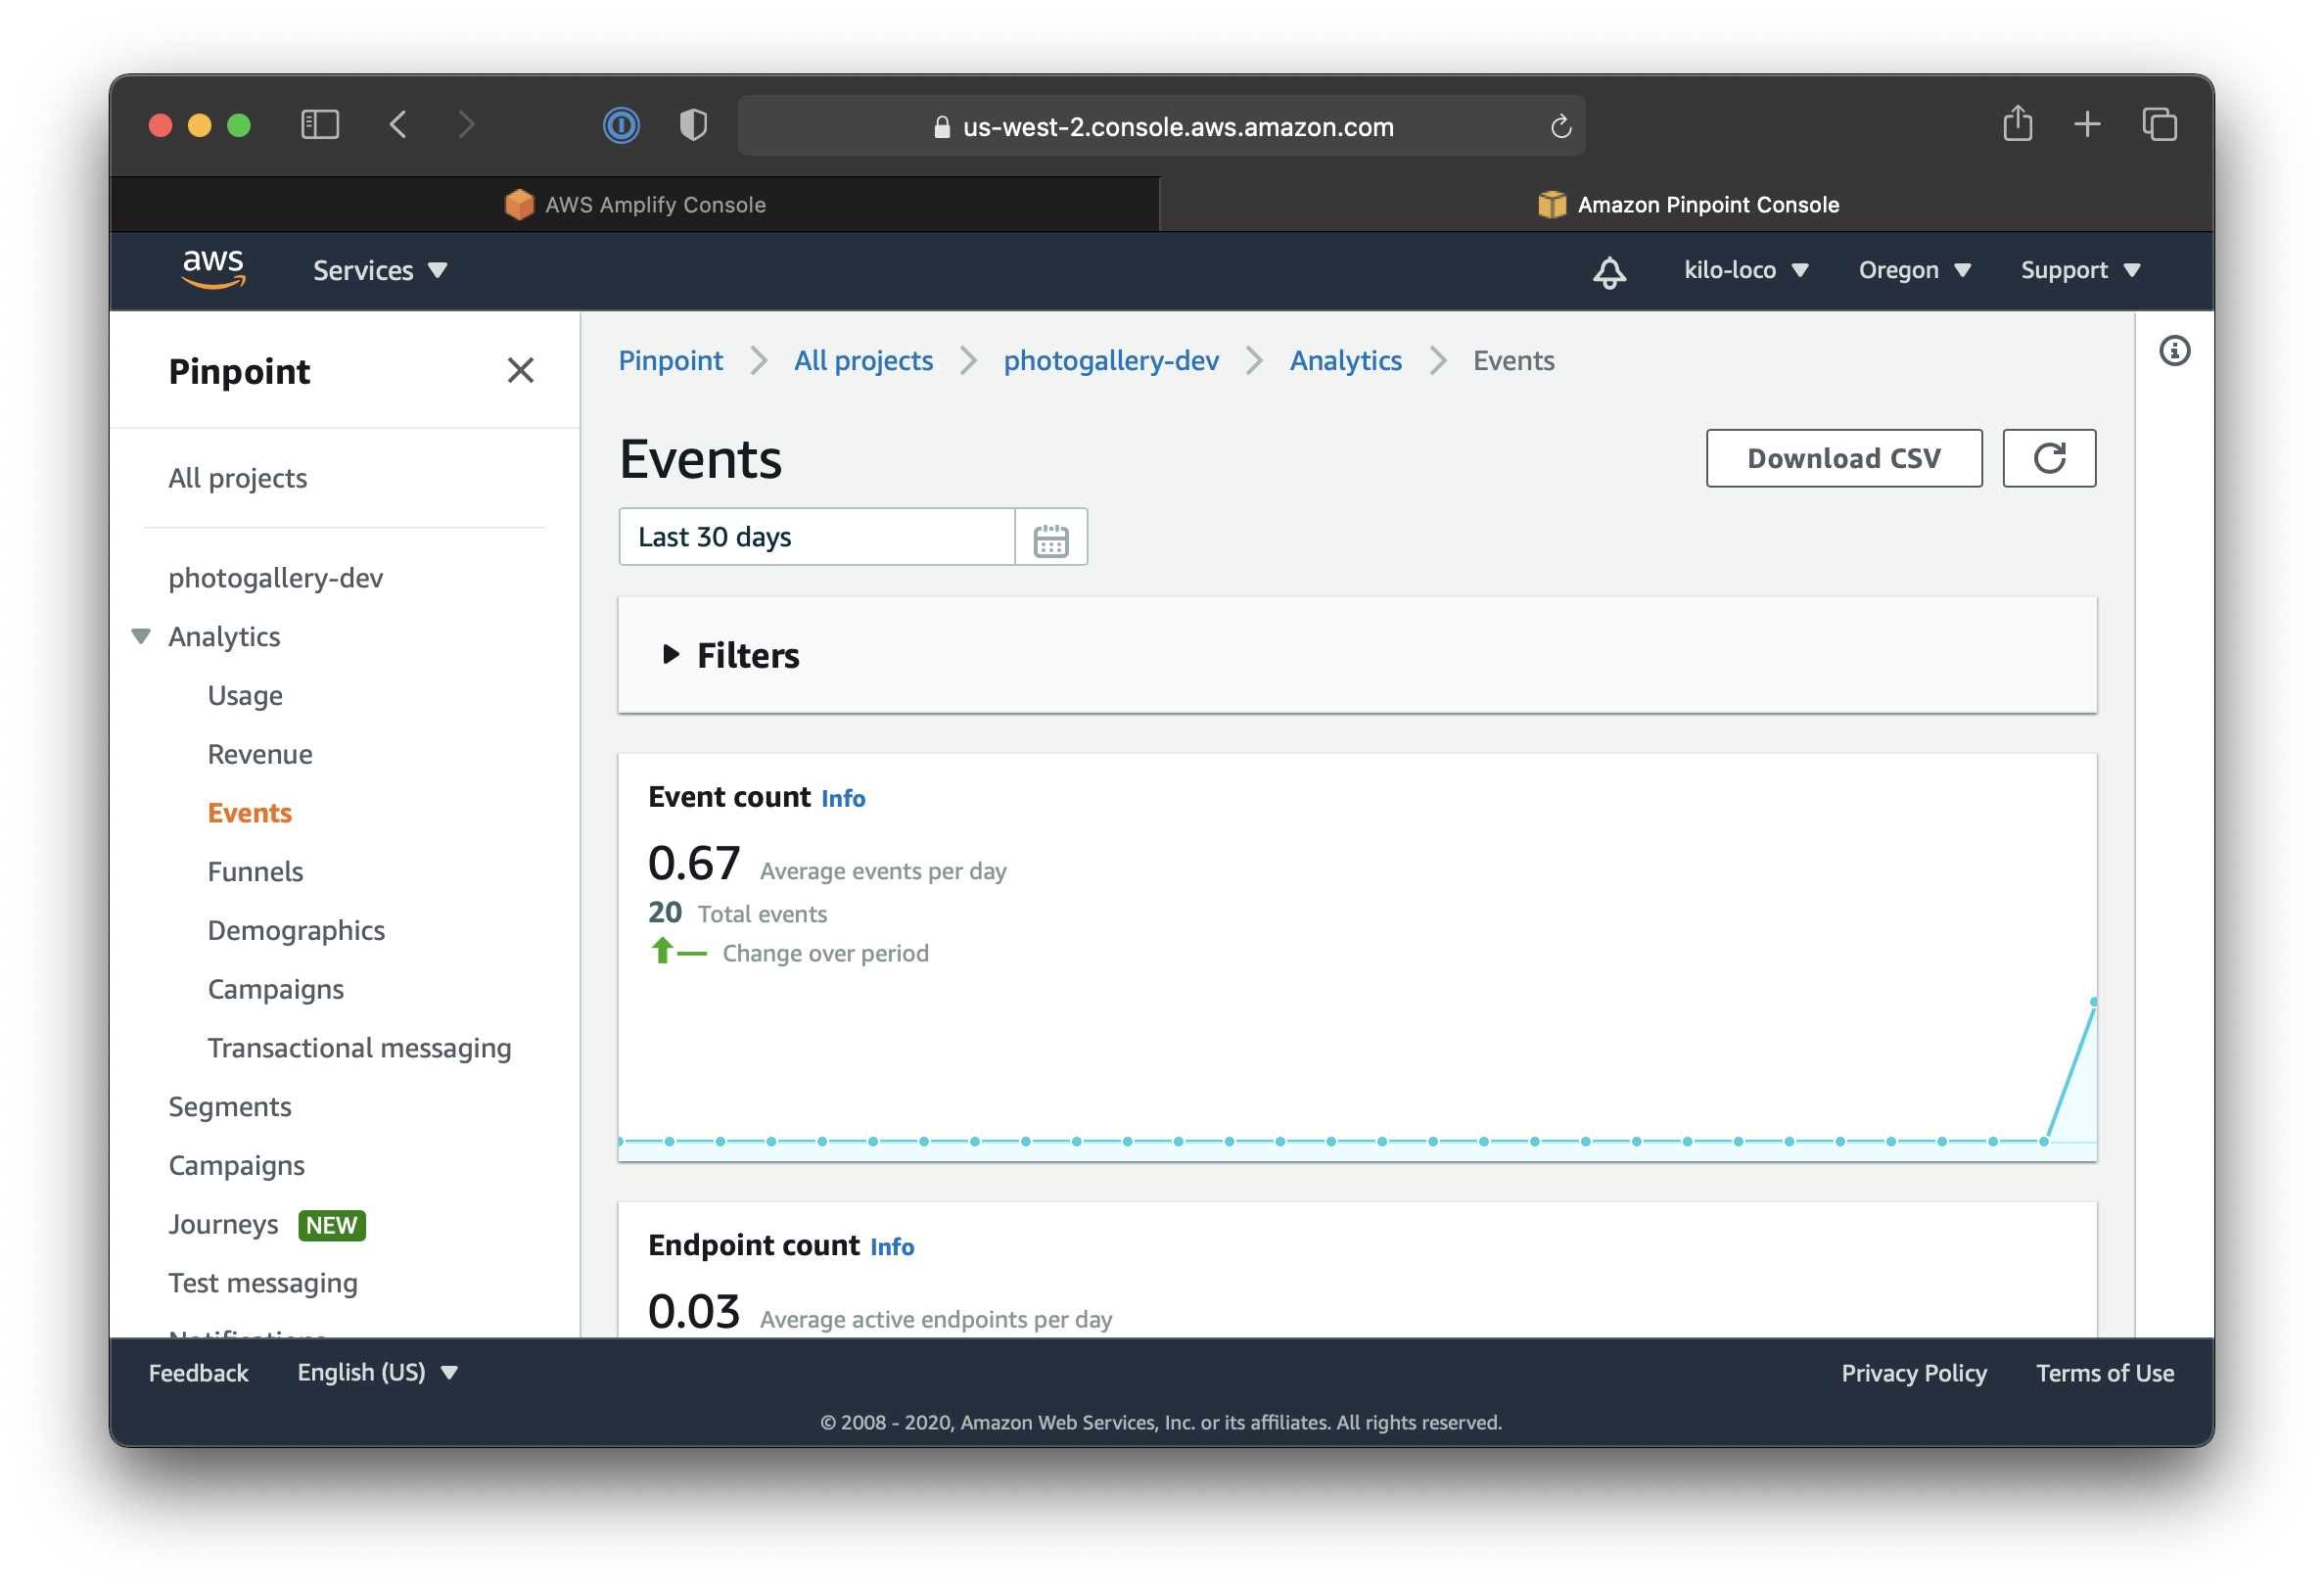 us-west-2.console.aws.amazon.com
AWS Amplify Console
Amazon Pinpoint Console
aws
Services
kilo-loco
Oregon
Support
Pinpoint
All projects
photogallery-dev
Analytics
Usage
Revenue
Events
Funnels
Demographics
Campaigns
Transactional messaging
Segments
Campaigns
Journeys NEW
Test messaging
Notifications
Pinpoint > All projects > photogallery-dev > Analytics > Events
Events
Download CSV
Last 30 days
Filters
Event count Info
0.67 Average events per day
20 Total events
Change over period
Endpoint count Info
0.03 Average active endpoints per day
Feedback
English (US)
Privacy Policy
Terms of Use
© 2008 - 2020, Amazon Web Services, Inc. or its affiliates. All rights reserved.